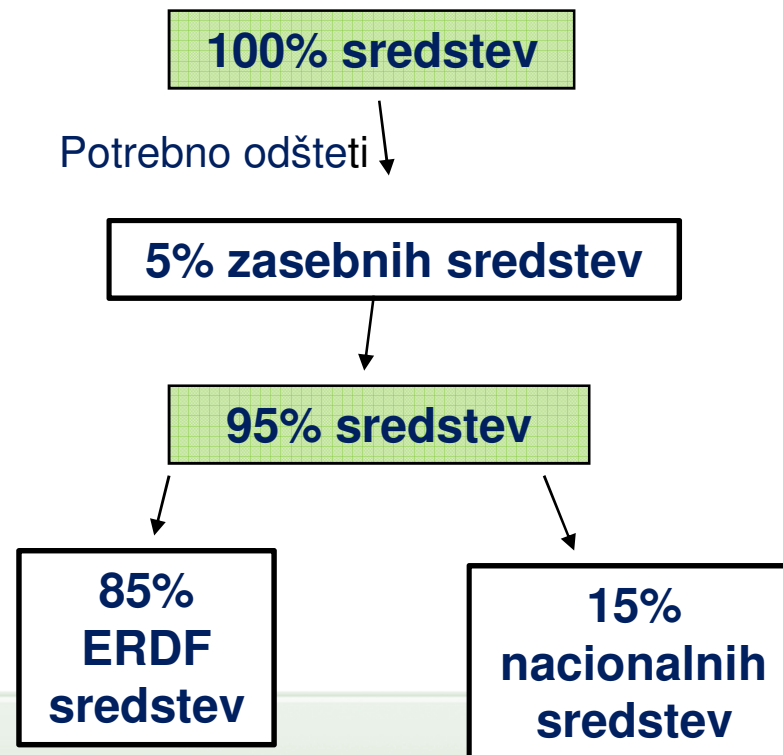 100% sredstev
Potrebno odšteti
5% zasebnih sredstev
95% sredstev
85%
ERDF
sredstev
15%
nacionalnih
sredstev